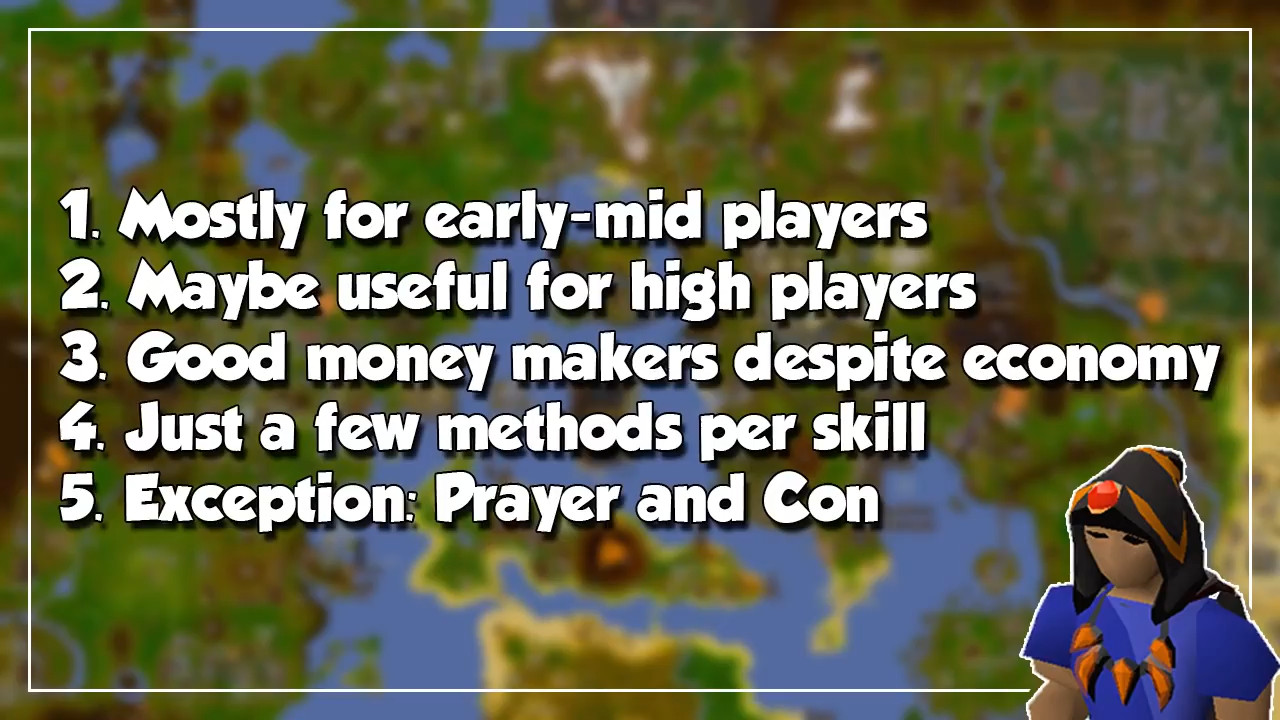 1. Mostly for early-mid players
2. Maybe useful for high players
3. Good money makers despite economy
4. Just a few methods per skill
5. Exception: Prayer and Con